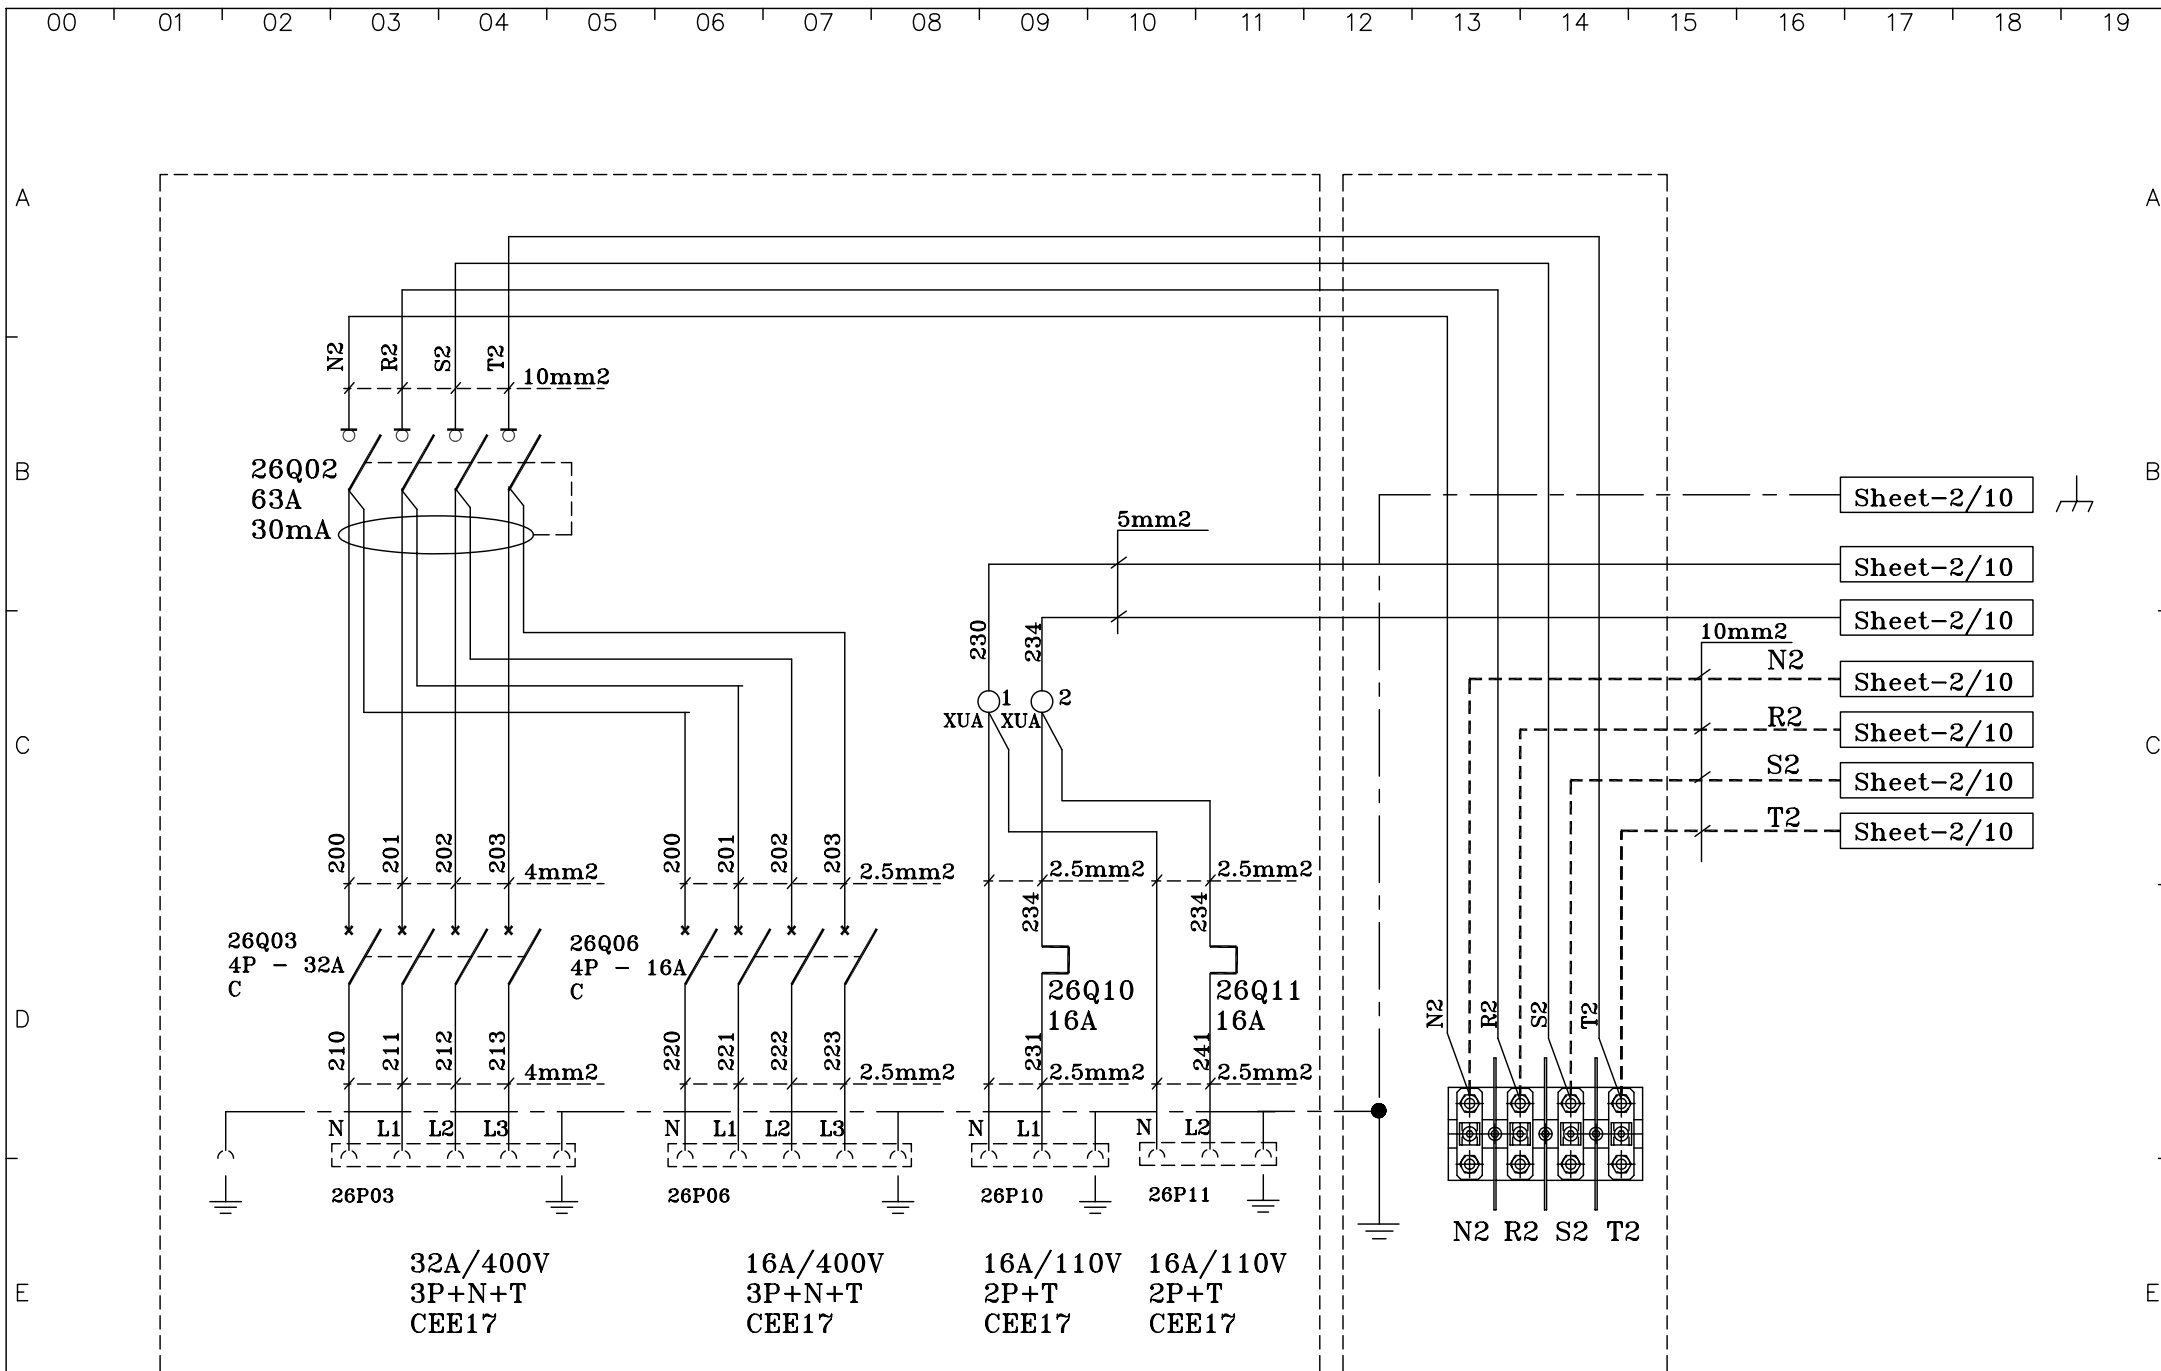 00 01 02 03 04 05 06 07 08 09 10 11 12 13 14 15 16 17 18 19
A A
N2 R2 S2 T2
10mm2
B B
26Q02
63A
30mA
Sheet-2/10
5mm2
Sheet-2/10
Sheet-2/10
230 234
10mm2
N2
Sheet-2/10
1 2
XUA XUA
R2
Sheet-2/10
C C
S2
Sheet-2/10
T2
Sheet-2/10
200 201 202 203
4mm2
200 201 202 203
2.5mm2
2.5mm2
2.5mm2
234 234
26Q03
4P - 32A
C
26Q06
4P - 16A
C
26Q10
16A
26Q11
16A
N2 R2 S2 T2
D
210 211 212 213
4mm2
220 221 222 223
2.5mm2
231
2.5mm2
241
2.5mm2
N L1 L2 L3
N L1 L2 L3
N L1
N L2
26P03
26P06
26P10
26P11
N2 R2 S2 T2
32A/400V
3P+N+T
CEE17
16A/400V
3P+N+T
CEE17
16A/110V
2P+T
CEE17
16A/110V
2P+T
CEE17
E E
D